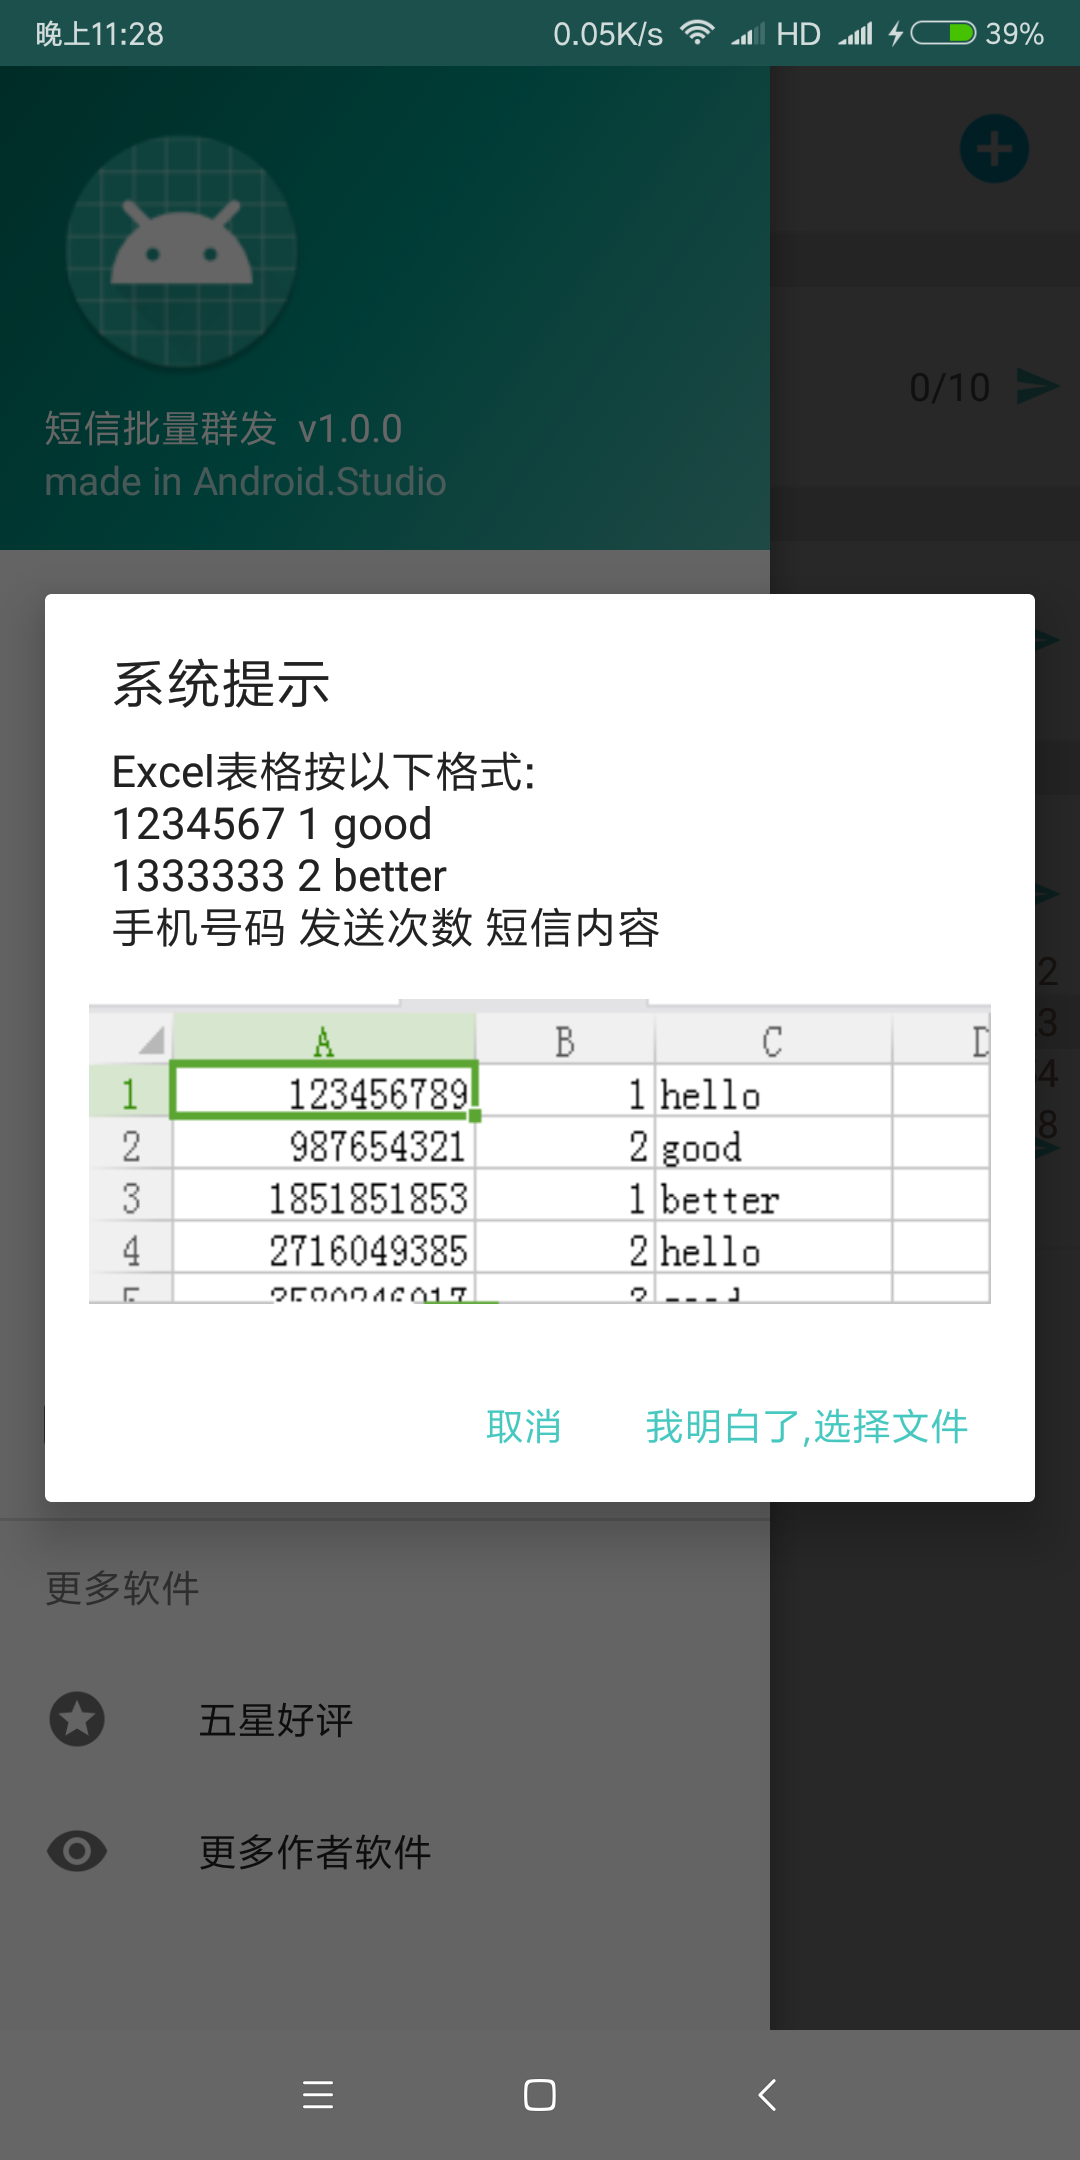 晚上11:28 0.05K/s HD 39%
0/10
短信批量群发 v1.0.0
made in Android.Studio
系统提示
Excel表格按以下格式:
1234567 1 good
1333333 2 better
手机号码 发送次数 短信内容
2
3
4
8
A B C D
1 123456789 1 hello
2 987654321 2 good
3 1851851853 1 better
4 2716049385 2 hello
取消 我明白了,选择文件
更多软件
五星好评
更多作者软件